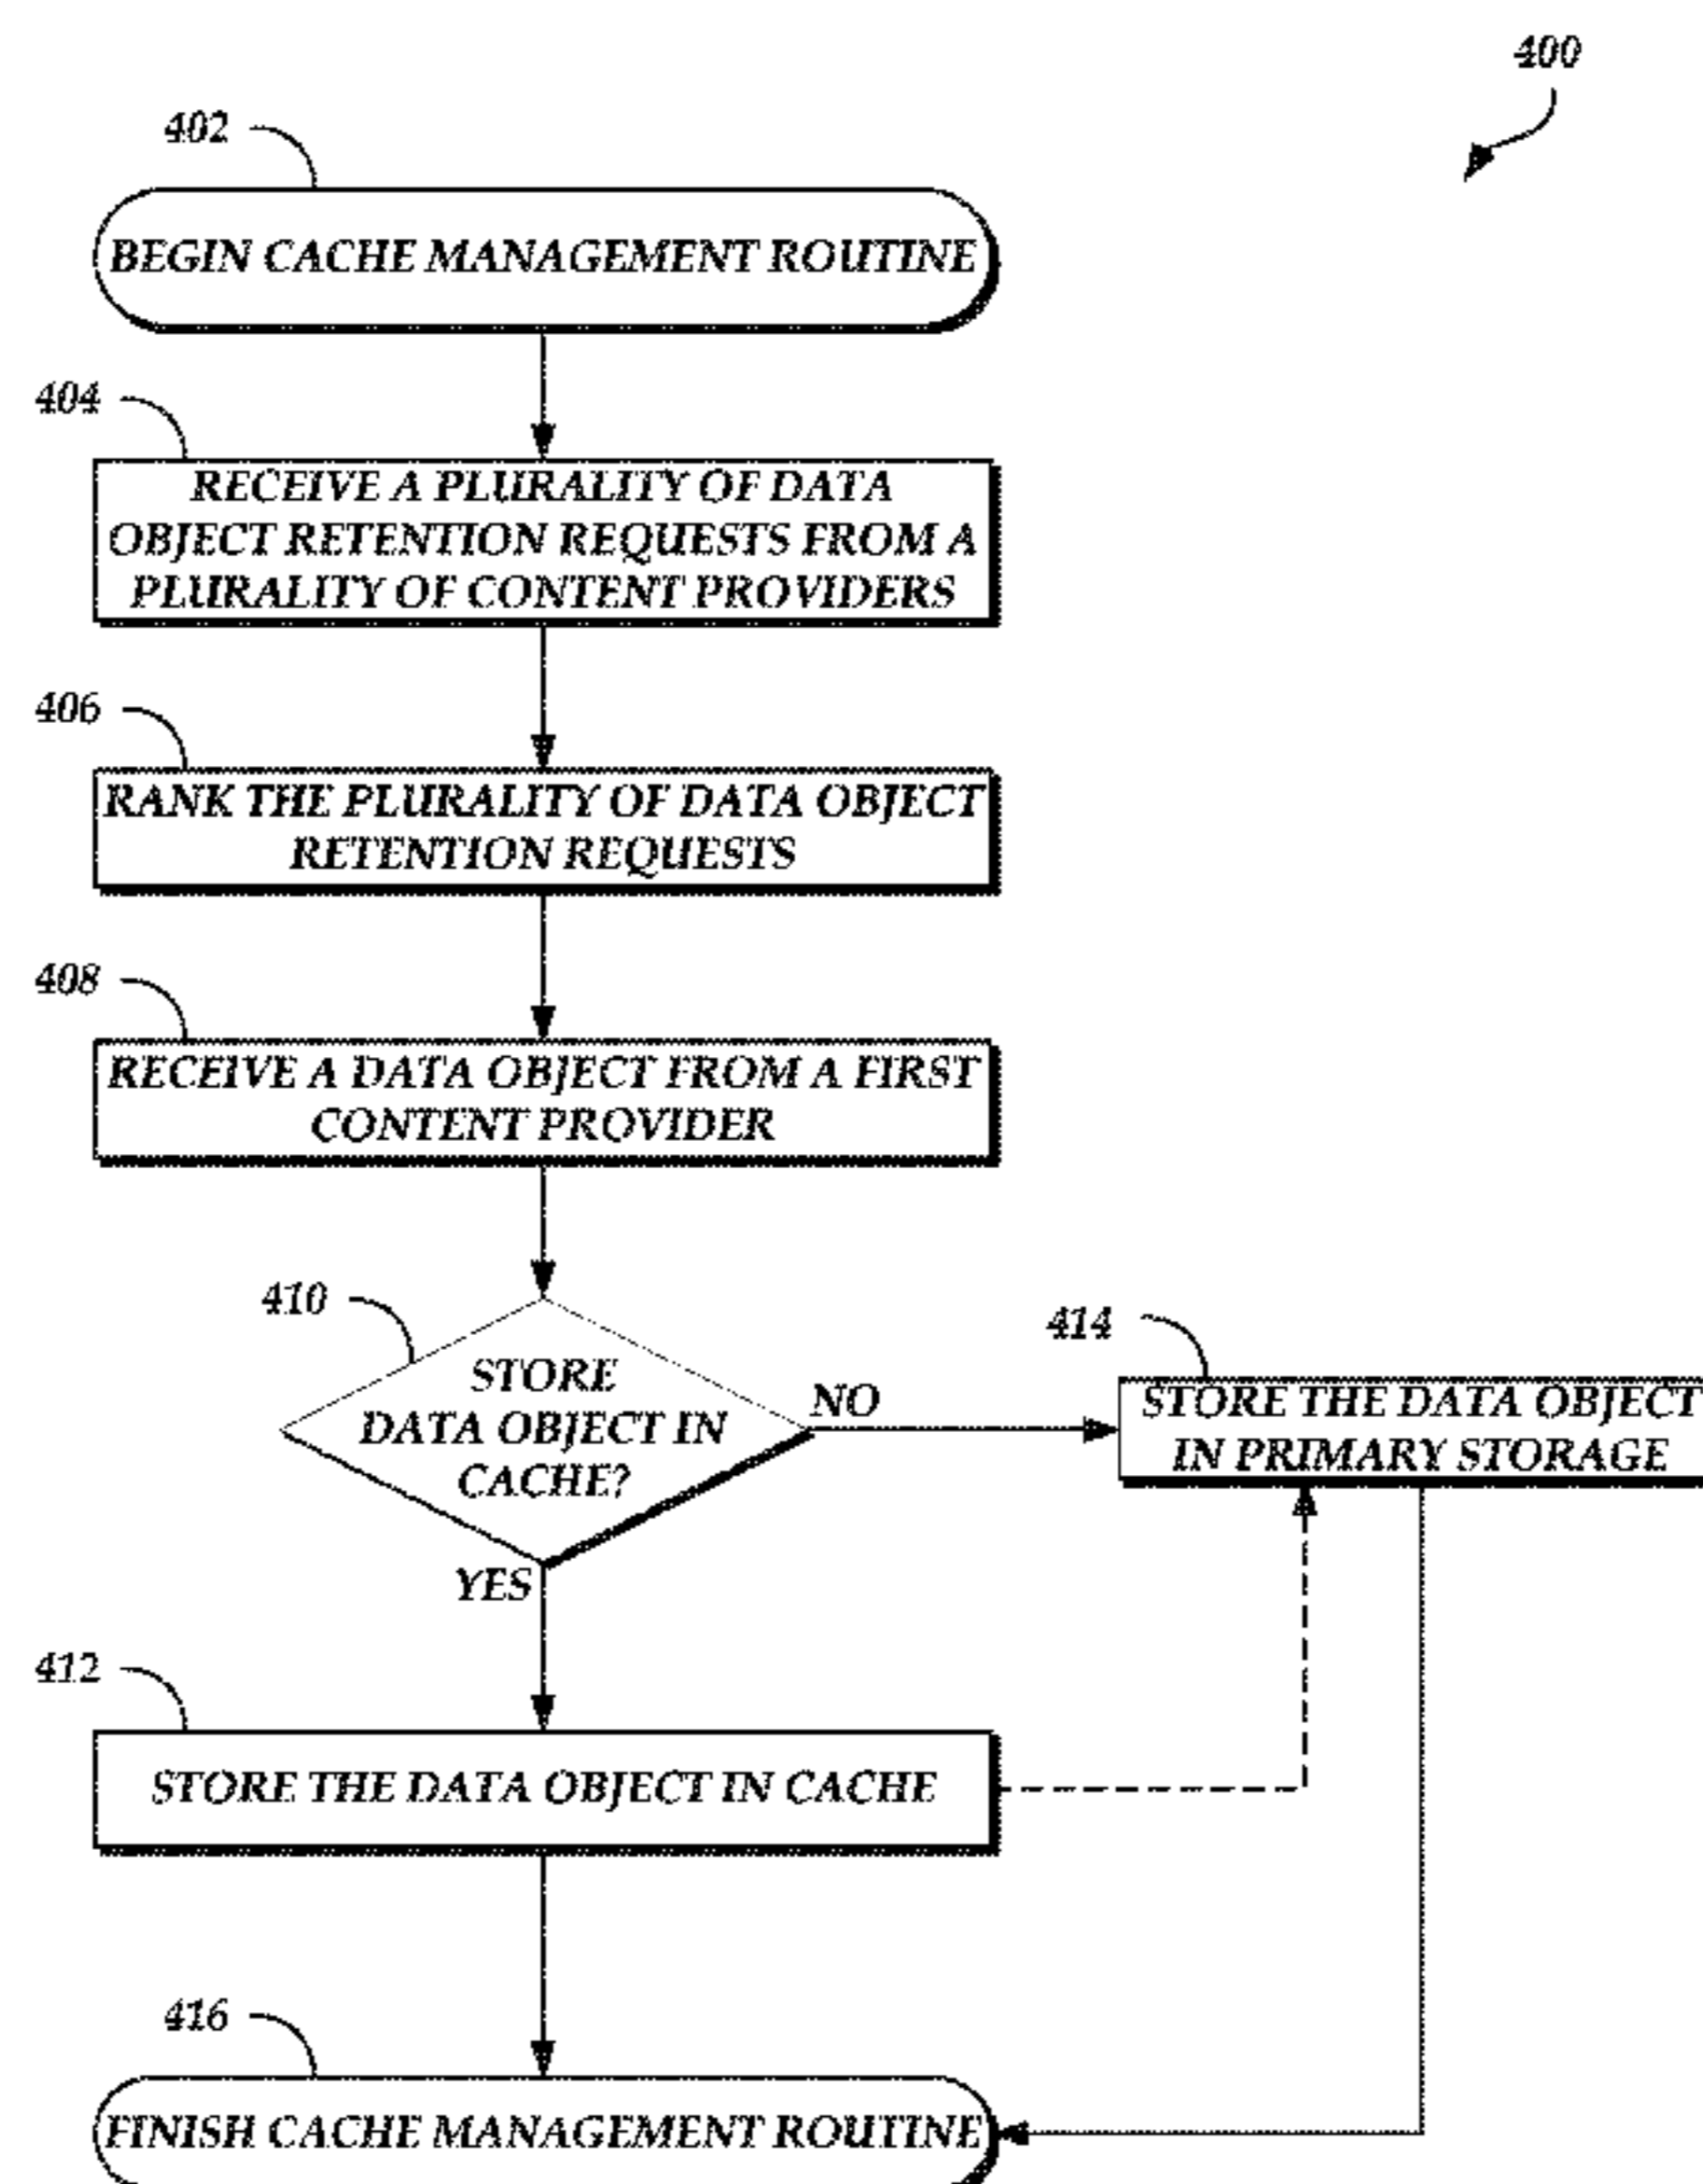 400
402
BEGIN CACHE MANAGEMENT ROUTINE
404
RECEIVE A PLURALITY OF DATA
OBJECT RETENTION REQUESTS FROM A
PLURALITY OF CONTENT PROVIDERS
406
RANK THE PLURALITY OF DATA OBJECT
RETENTION REQUESTS
408
RECEIVE A DATA OBJECT FROM A FIRST
CONTENT PROVIDER
410
STORE
DATA OBJECT IN
CACHE?
NO
414
STORE THE DATA OBJECT
IN PRIMARY STORAGE
YES
412
STORE THE DATA OBJECT IN CACHE
416
FINISH CACHE MANAGEMENT ROUTINE